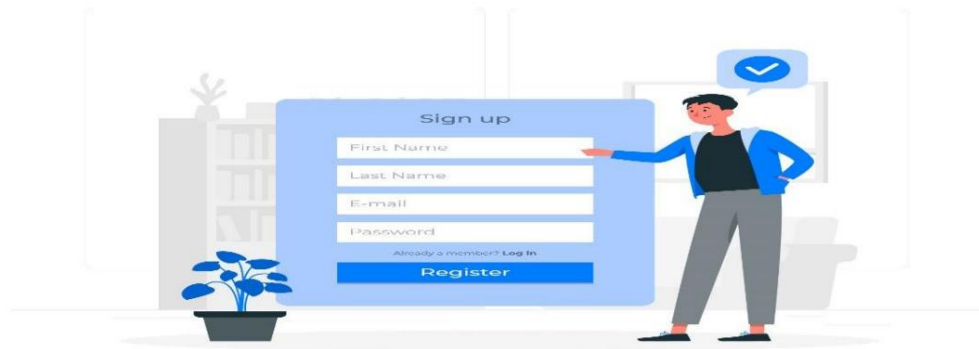 Sign up
First Name
Last Name
E-mail
Password
Already a member? Log In
Register